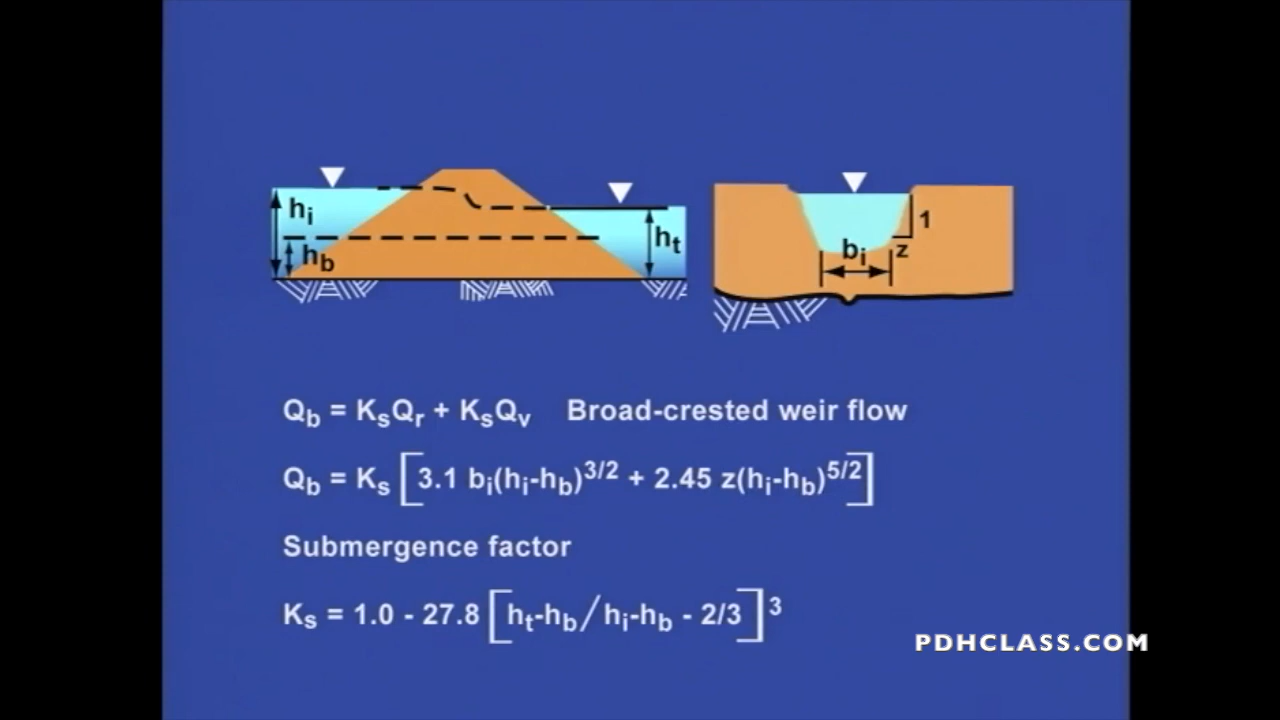 hi
hb
ht
1
bi
z
Qb = KsQr + KsQv Broad-crested weir flow
Qb = Ks [3.1 bi(hi-hb)3/2 + 2.45 z(hi-hb)5/2]
Submergence factor
Ks = 1.0 - 27.8 [ht-hb/hi-hb - 2/3]3
PDHCLASS.COM